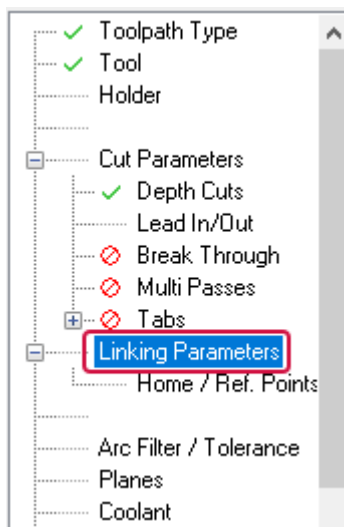 Toolpath Type
Tool
Holder
Cut Parameters
Depth Cuts
Lead In/Out
Break Through
Multi Passes
Tabs
Linking Parameters
Home / Ref. Points
Arc Filter / Tolerance
Planes
Coolant